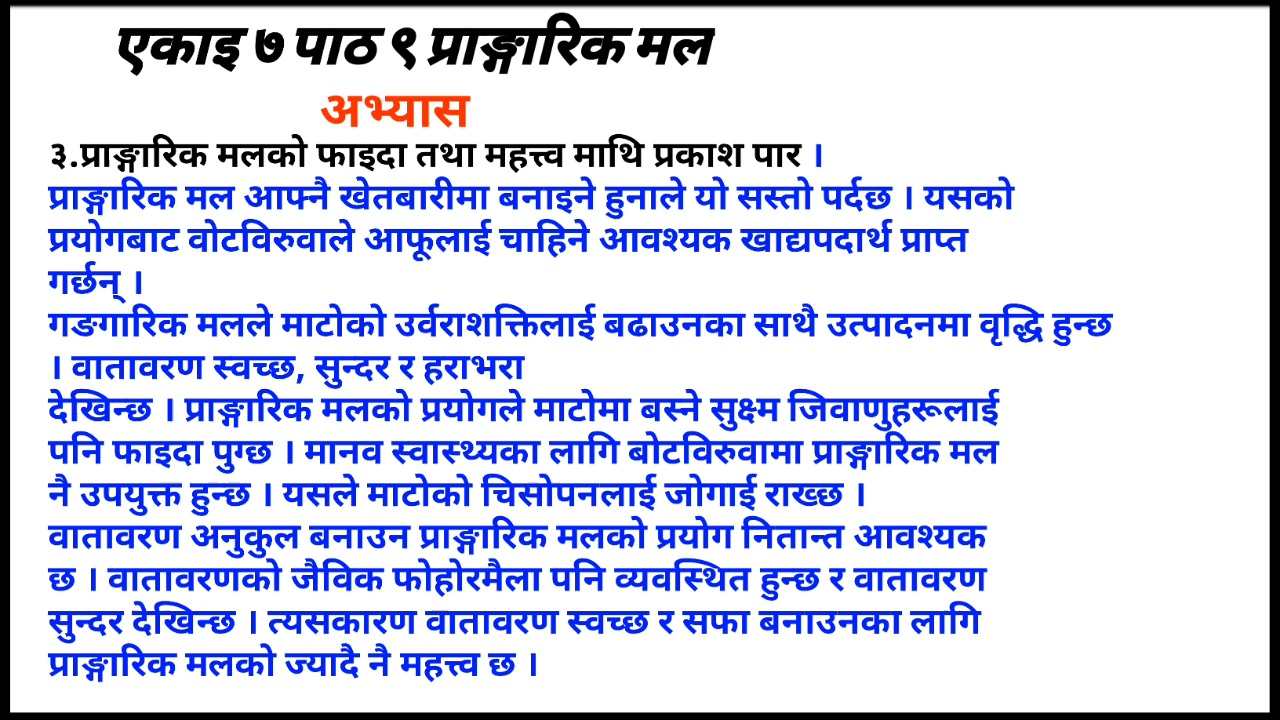 एकाइ ७ पाठ ९ प्राङ्गारिक मल
अभ्यास
३.प्राङ्गारिक मलको फाइदा तथा महत्त्व माथि प्रकाश पार ।
प्राङ्गारिक मल आफ्नै खेतबारीमा बनाइने हुनाले यो सस्तो पर्दछ । यसको
प्रयोगबाट वोटविरुवाले आफूलाई चाहिने आवश्यक खाद्यपदार्थ प्राप्त
गर्छन् ।
गङगारिक मलले माटोको उर्वराशक्तिलाई बढाउनका साथै उत्पादनमा वृद्धि हुन्छ
। वातावरण स्वच्छ, सुन्दर र हराभरा
देखिन्छ । प्राङ्गारिक मलको प्रयोगले माटोमा बस्ने सुक्ष्म जिवाणुहरूलाई
पनि फाइदा पुग्छ । मानव स्वास्थ्यका लागि बोटविरुवामा प्राङ्गारिक मल
नै उपयुक्त हुन्छ । यसले माटोको चिसोपनलाई जोगाई राख्छ ।
वातावरण अनुकुल बनाउन प्राङ्गारिक मलको प्रयोग नितान्त आवश्यक
छ । वातावरणको जैविक फोहोरमैला पनि व्यवस्थित हुन्छ र वातावरण
सुन्दर देखिन्छ । त्यसकारण वातावरण स्वच्छ र सफा बनाउनका लागि
प्राङ्गारिक मलको ज्यादै नै महत्त्व छ ।